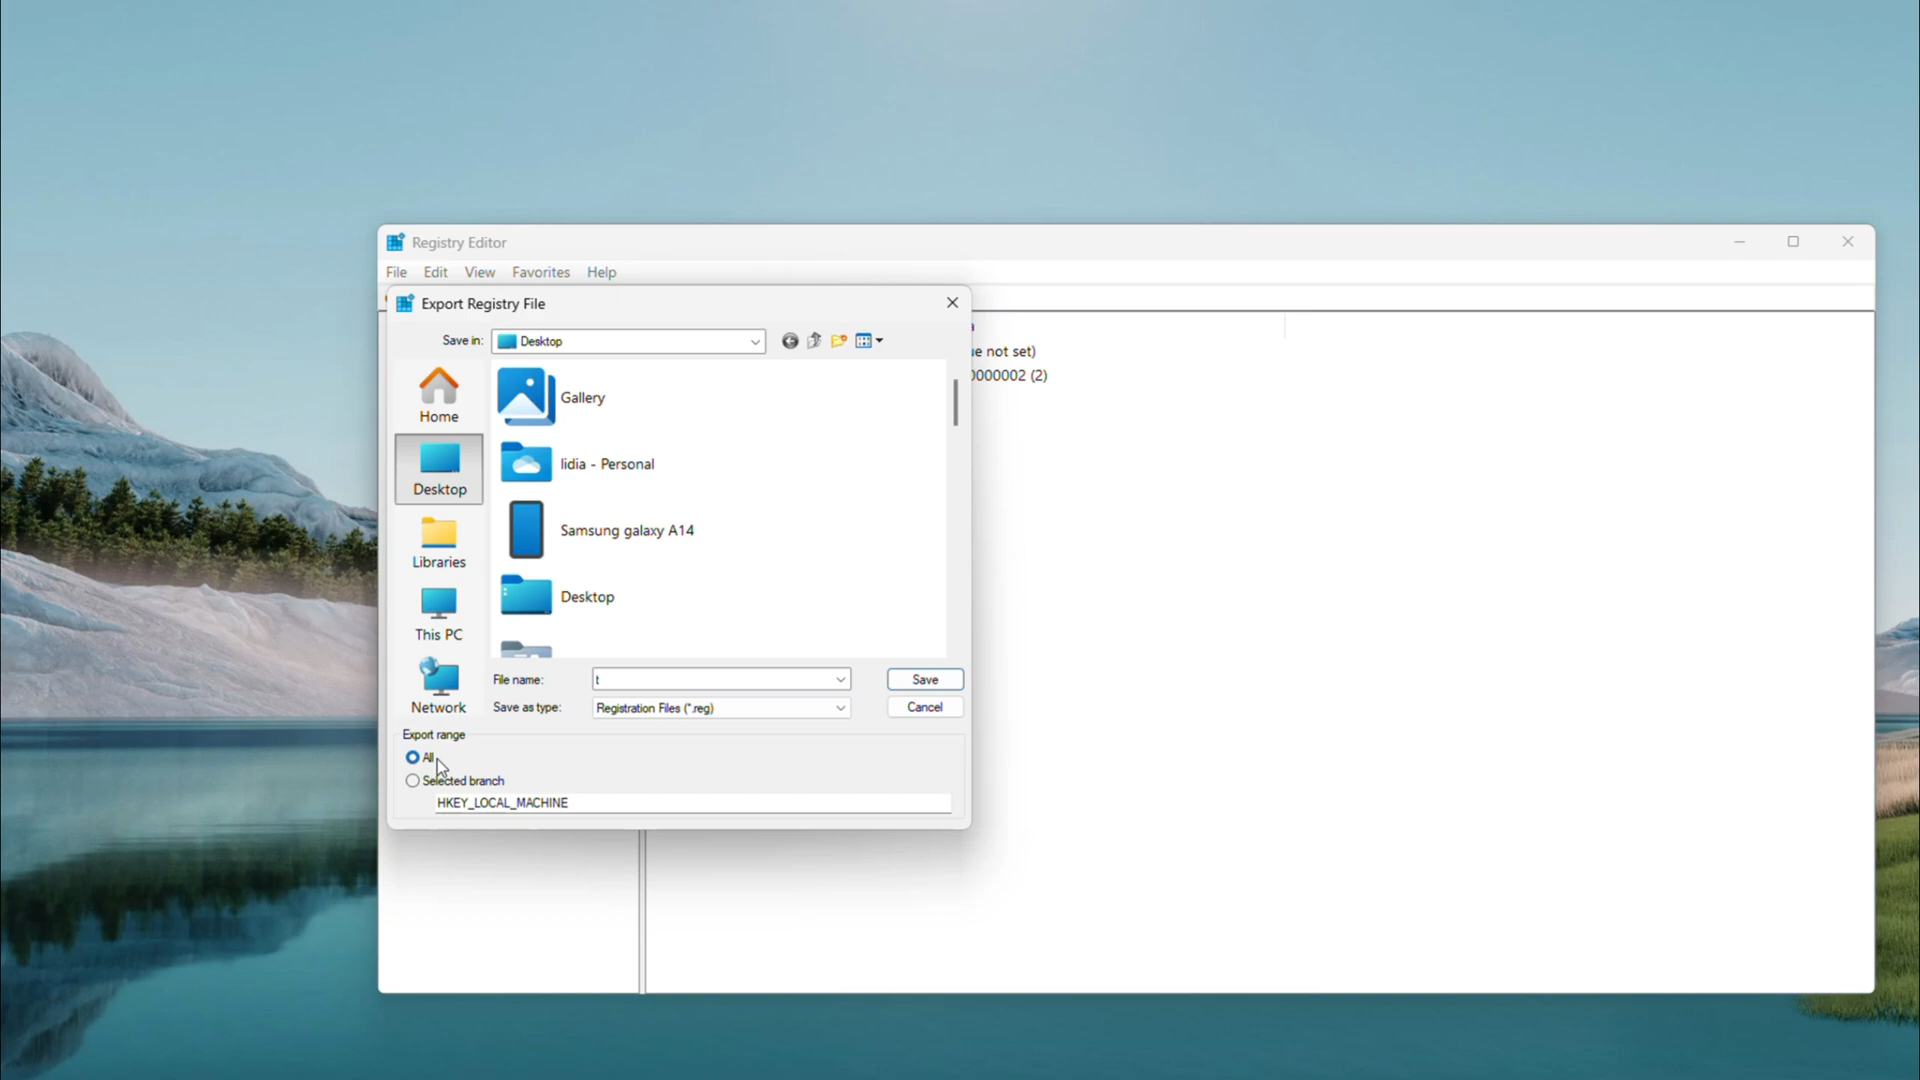 Registry Editor
File Edit View Favorites Help
Export Registry File
Save in: Desktop
(value not set)
0000002 (2)
Home
Desktop
Libraries
This PC
Network
Gallery
lidia - Personal
Samsung galaxy A14
Desktop
File name: t Save
Save as type: Registration Files (*.reg) Cancel
Export range
All
Selected branch
HKEY_LOCAL_MACHINE